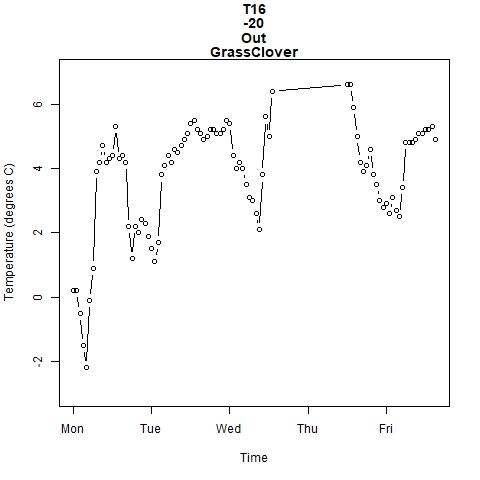 T16
-20
Out
GrassClover
Temperature (degrees C)
6
4
2
0
-2
Mon Tue Wed Thu Fri
Time